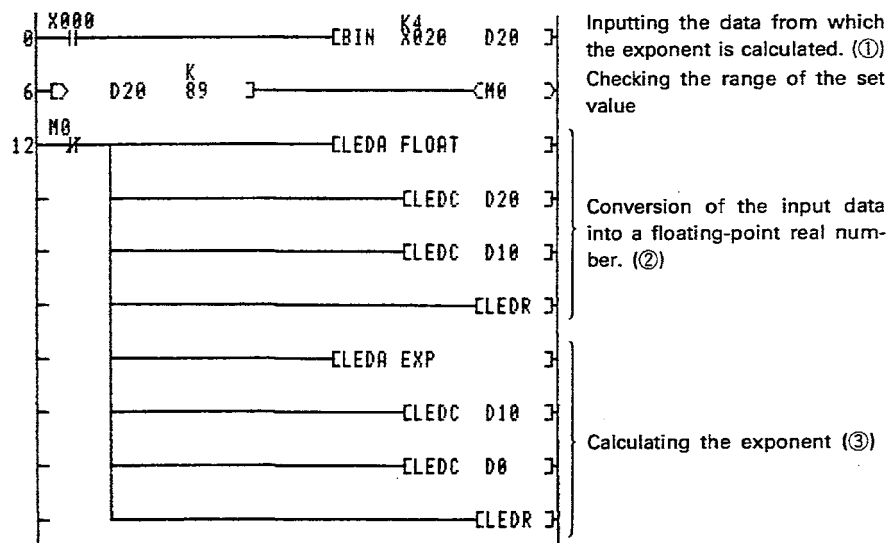 X000
K4
0 BIN X020 D20
K
6 > D20 89 M0
M0
12 LEDA FLOAT
LEDC D20
LEDC D10
LEDR
LEDA EXP
LEDC D10
LEDC D0
LEDR
Inputting the data from which
the exponent is calculated. (①)
Checking the range of the set
value
Conversion of the input data
into a floating-point real num-
ber. (②)
Calculating the exponent (③)